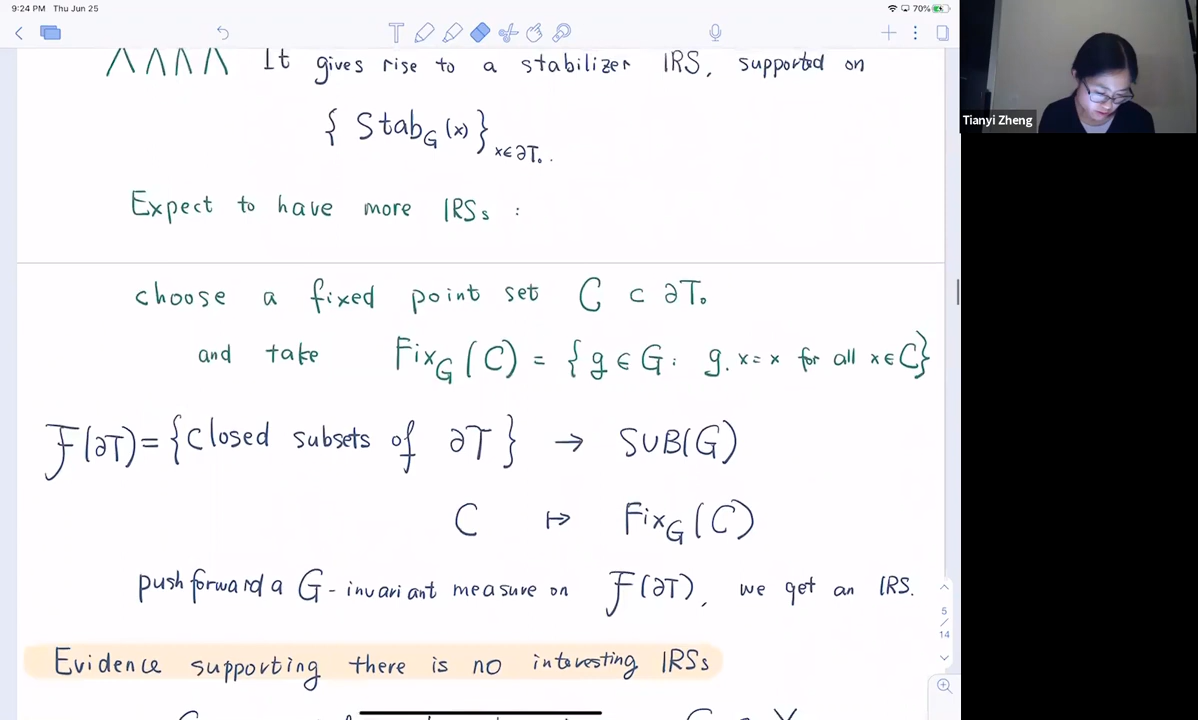 9:24 PM Thu Jun 25
70%
It gives rise to a stabilizer IRS, supported on
{ Stab_G (x) }_{x∈∂T.}
Expect to have more IRSs :
choose a fixed point set C ⊂ ∂T.
and take Fix_G (C) = { g ∈ G : g. x = x for all x ∈ C}
F(∂T) = {closed subsets of ∂T } → SUB(G)
C ↦ Fix_G (C)
push forward a G - invariant measure on F(∂T), we get an IRS.
Evidence supporting there is no interesting IRSs
5
/
14
Tianyi Zheng